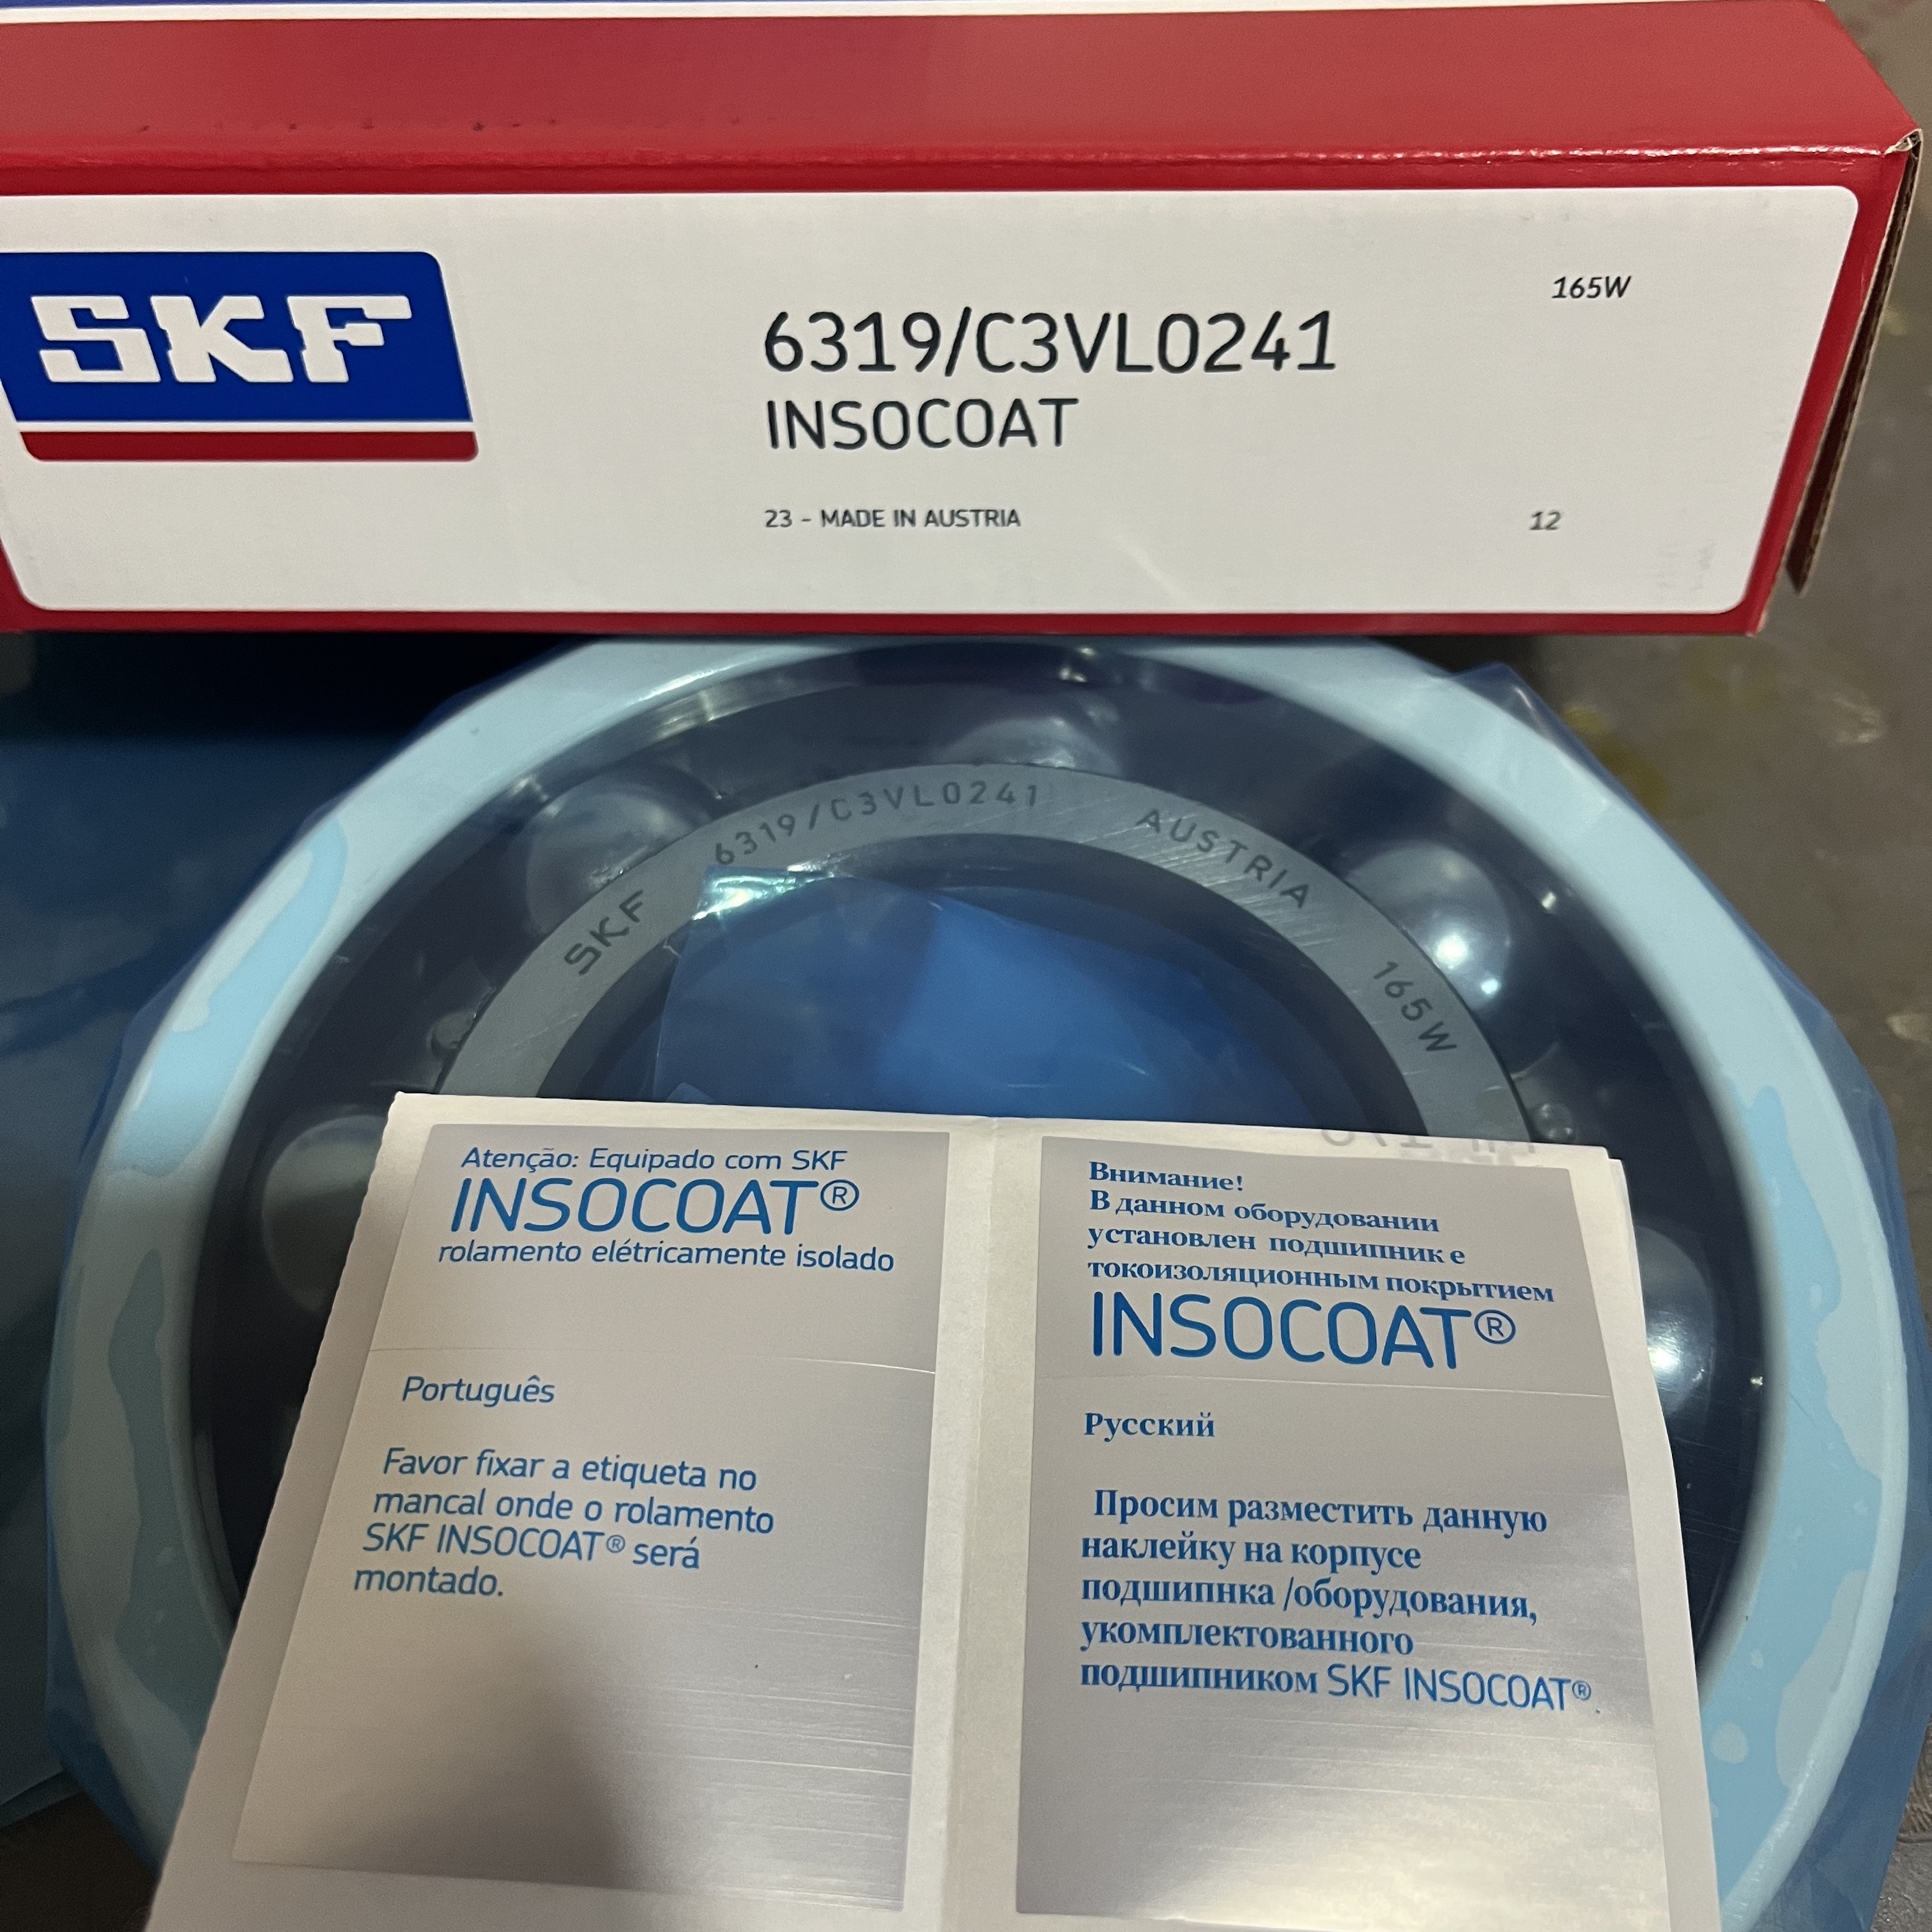 SKF
6319/C3VL0241
165W
INSOCOAT
23 - MADE IN AUSTRIA
12
SKF 6319/C3VL0241 AUSTRIA 165W
Atenção: Equipado com SKF
INSOCOAT®
rolamento elétricamente isolado
Português
Favor fixar a etiqueta no
mancal onde o rolamento
SKF INSOCOAT® será
montado.
Внимание!
В данном оборудовании
установлен подшипник е
токоизоляционным покрытием
INSOCOAT®
Русский
Просим разместить данную
наклейку на корпусе
подшипнка /оборудования,
укомплектованного
подшипником SKF INSOCOAT®.